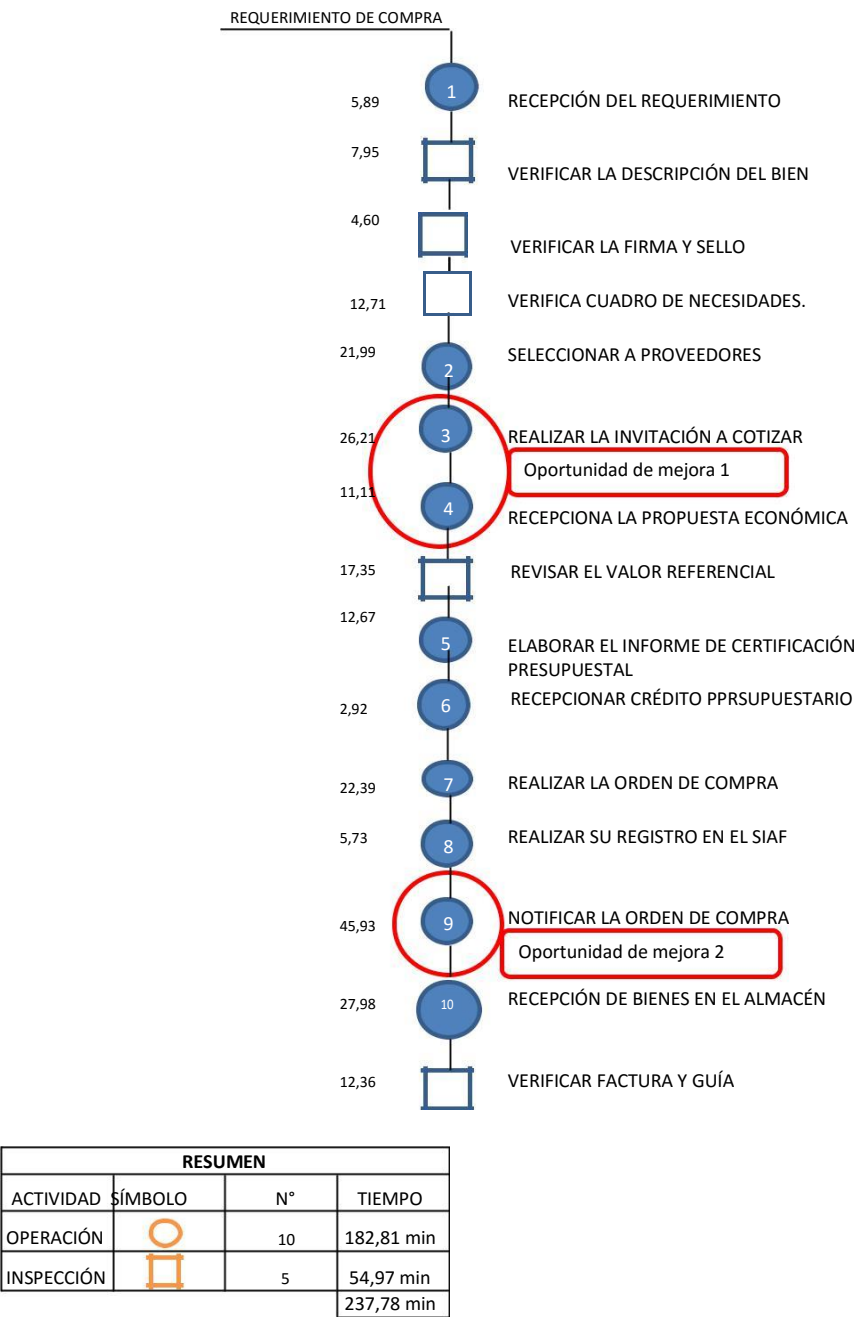 REQUERIMIENTO DE COMPRA
5,89 1 RECEPCIÓN DEL REQUERIMIENTO
7,95 VERIFICAR LA DESCRIPCIÓN DEL BIEN
4,60 VERIFICAR LA FIRMA Y SELLO
12,71 VERIFICA CUADRO DE NECESIDADES.
21,99 2 SELECCIONAR A PROVEEDORES
26,21 3 REALIZAR LA INVITACIÓN A COTIZAR
Oportunidad de mejora 1
11,11 4 RECEPCIONA LA PROPUESTA ECONÓMICA
17,35 REVISAR EL VALOR REFERENCIAL
12,67 5 ELABORAR EL INFORME DE CERTIFICACIÓN
PRESUPUESTAL
2,92 6 RECEPCIONAR CRÉDITO PPRSUPUESTARIO
22,39 7 REALIZAR LA ORDEN DE COMPRA
5,73 8 REALIZAR SU REGISTRO EN EL SIAF
45,93 9 NOTIFICAR LA ORDEN DE COMPRA
Oportunidad de mejora 2
27,98 10 RECEPCIÓN DE BIENES EN EL ALMACÉN
12,36 VERIFICAR FACTURA Y GUÍA
RESUMEN
ACTIVIDAD SÍMBOLO N° TIEMPO
OPERACIÓN 10 182,81 min
INSPECCIÓN 5 54,97 min
237,78 min